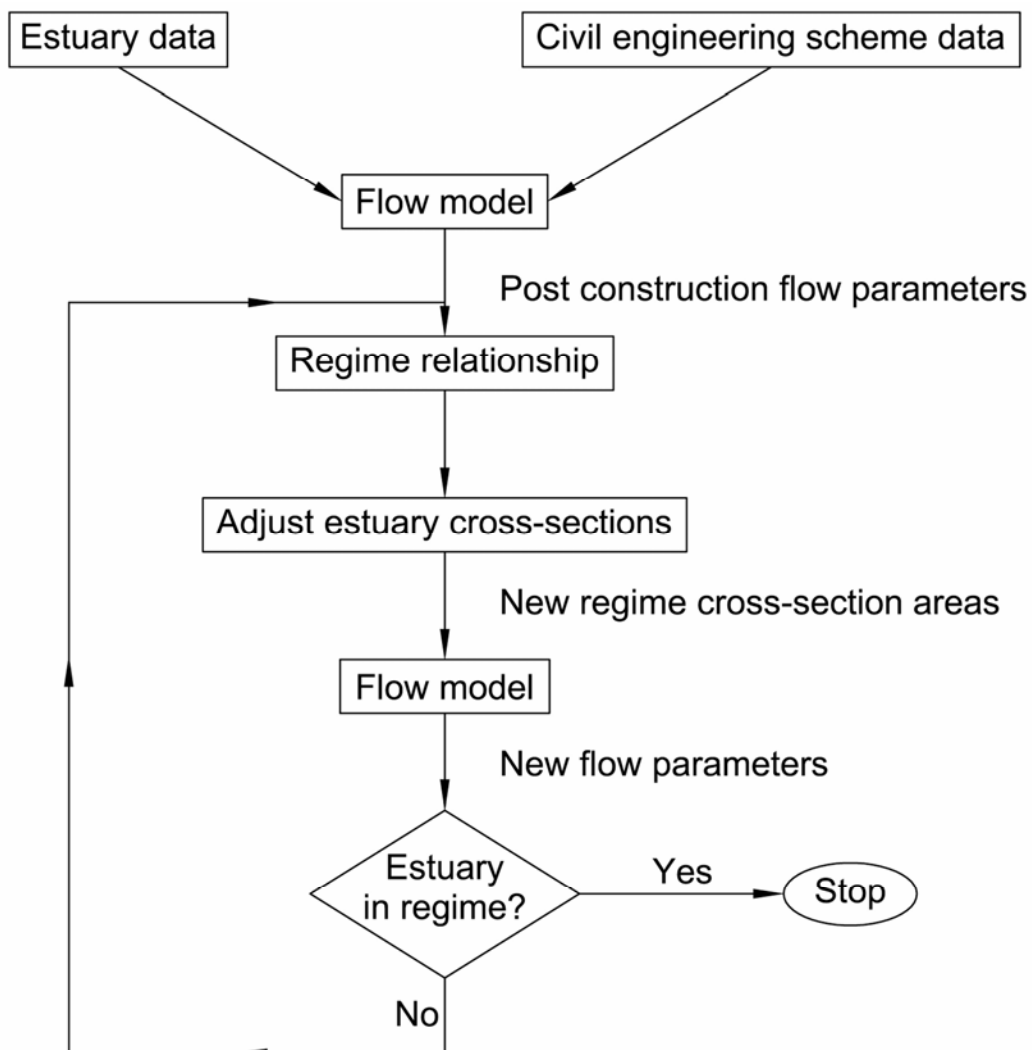 Estuary data
Civil engineering scheme data
Flow model
Post construction flow parameters
Regime relationship
Adjust estuary cross-sections
New regime cross-section areas
Flow model
New flow parameters
Estuary
in regime?
Yes
Stop
No